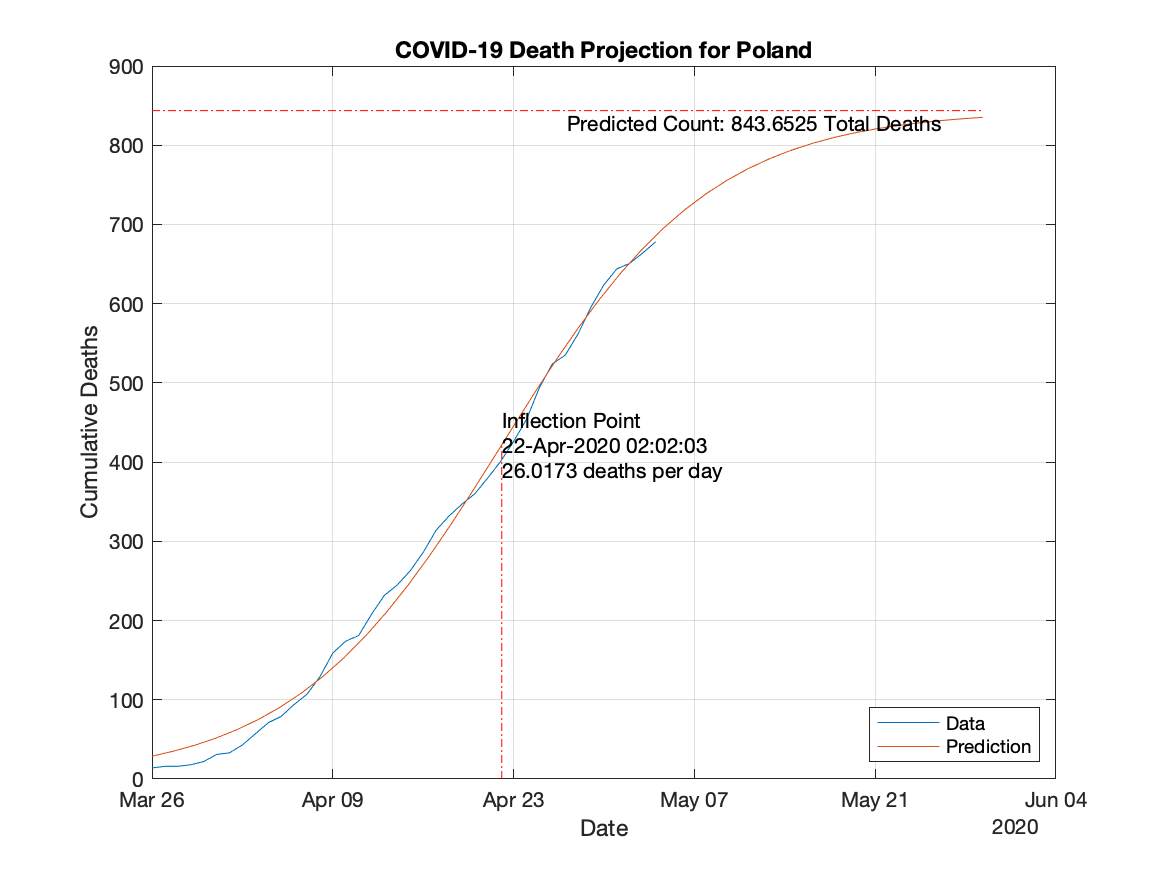 COVID-19 Death Projection for Poland
900
800
700
600
500
400
300
200
100
0
Cumulative Deaths
Predicted Count: 843.6525 Total Deaths
Inflection Point
22-Apr-2020 02:02:03
26.0173 deaths per day
Data
Prediction
Mar 26 Apr 09 Apr 23 May 07 May 21 Jun 04
Date
2020